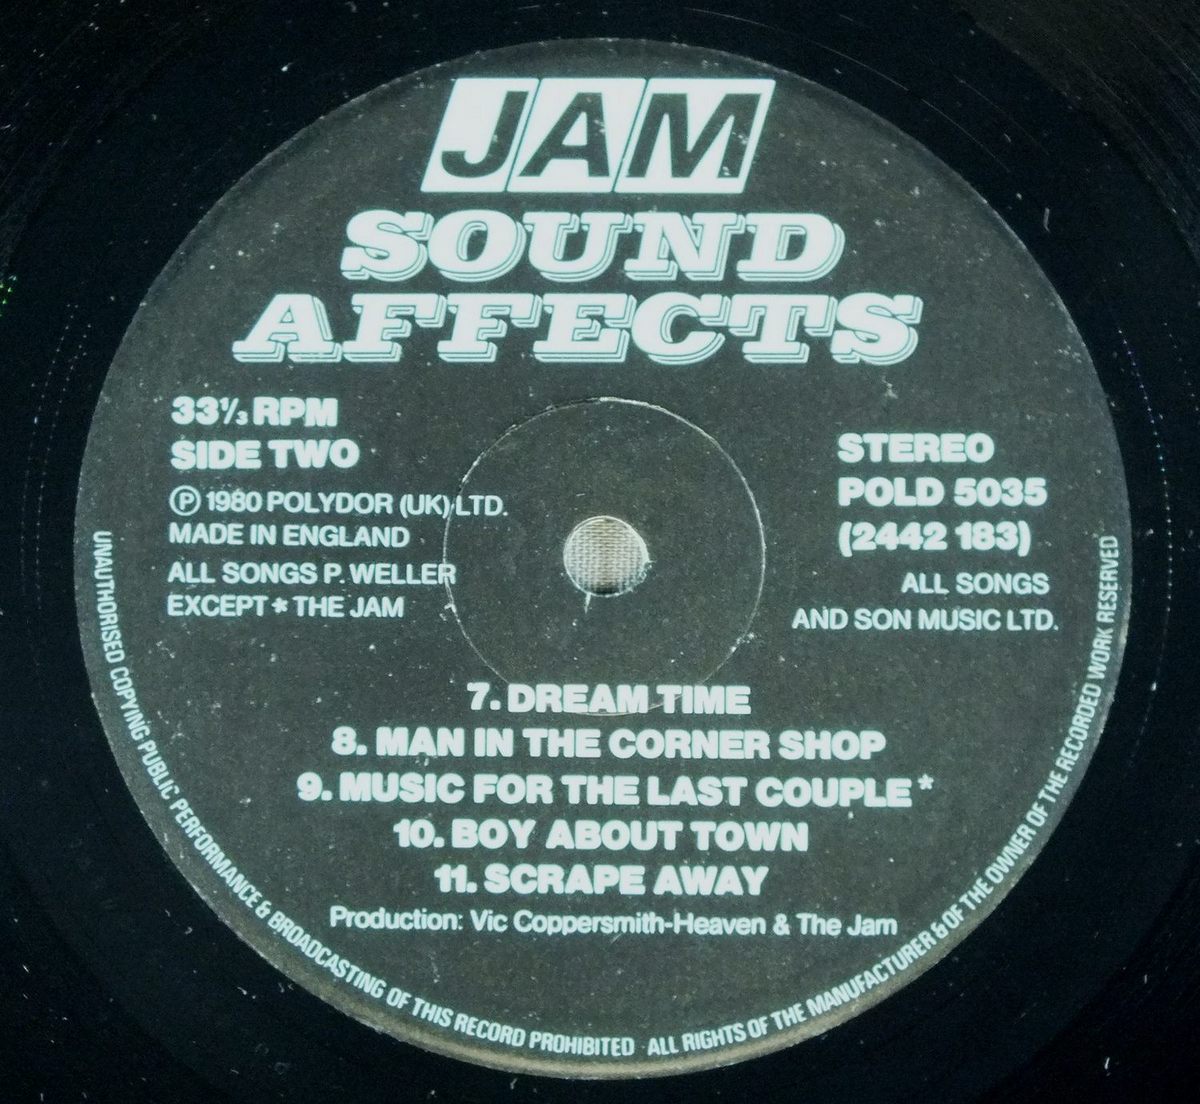 JAM
SOUND
AFFECTS
33⅓ RPM
SIDE TWO
Ⓟ 1980 POLYDOR (UK) LTD.
MADE IN ENGLAND
ALL SONGS P. WELLER
EXCEPT * THE JAM
STEREO
POLD 5035
(2442 183)
ALL SONGS
AND SON MUSIC LTD.
7. DREAM TIME
8. MAN IN THE CORNER SHOP
9. MUSIC FOR THE LAST COUPLE *
10. BOY ABOUT TOWN
11. SCRAPE AWAY
Production: Vic Coppersmith-Heaven & The Jam
UNAUTHORISED COPYING PUBLIC PERFORMANCE & BROADCASTING OF THIS RECORD PROHIBITED · ALL RIGHTS OF THE MANUFACTURER & OF THE OWNER OF THE RECORDED WORK RESERVED